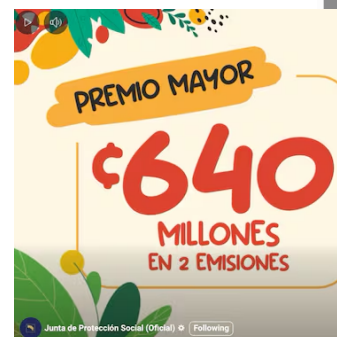 PREMIO MAYOR
¢640
MILLONES
EN 2 EMISIONES
Junta de Protección Social (Oficial) Following